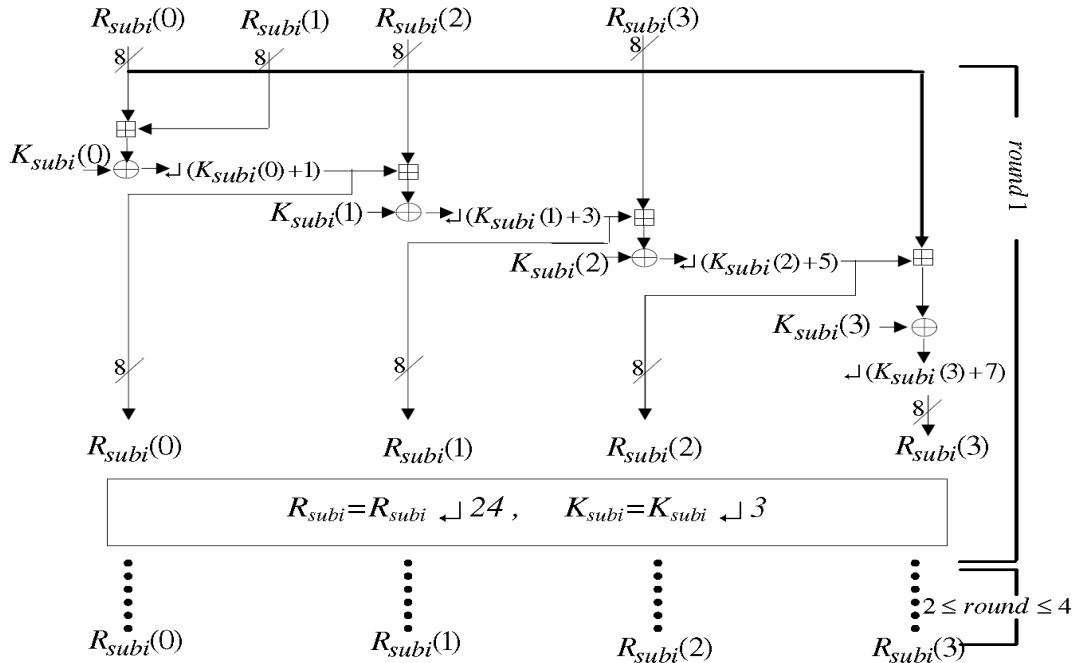 R_subi(0) R_subi(1) R_subi(2) R_subi(3)
8 8 8 8
K_subi(0) ↲ (K_subi(0)+1)
K_subi(1) ↲ (K_subi(1)+3)
K_subi(2) ↲ (K_subi(2)+5)
K_subi(3)
↲ (K_subi(3)+7)
8 8 8 8
R_subi(0) R_subi(1) R_subi(2) R_subi(3)
round 1
R_subi=R_subi ↲ 24 , K_subi=K_subi ↲ 3
2 ≤ round ≤ 4
R_subi(0) R_subi(1) R_subi(2) R_subi(3)